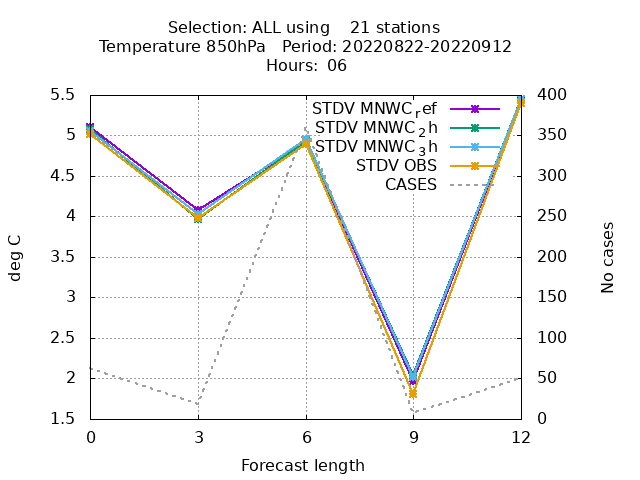 Selection: ALL using    21 stations
Temperature 850hPa   Period: 20220822-20220912
Hours:  06
STDV MNWC_ref
STDV MNWC_2h
STDV MNWC_3h
STDV OBS
CASES
5.5
5
4.5
4
3.5
3
2.5
2
1.5
400
350
300
250
200
150
100
50
0
deg C
No cases
0 3 6 9 12
Forecast length